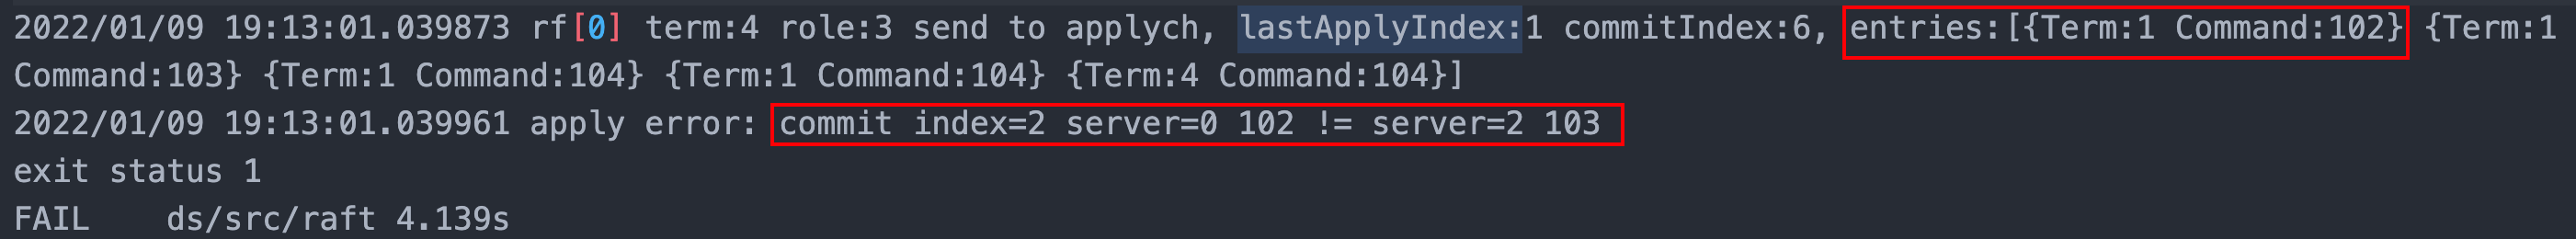 2022/01/09 19:13:01.039873 rf[0] term:4 role:3 send to applych, lastApplyIndex:1 commitIndex:6, entries:[{Term:1 Command:102} {Term:1
Command:103} {Term:1 Command:104} {Term:1 Command:104} {Term:4 Command:104}]
2022/01/09 19:13:01.039961 apply error: commit index=2 server=0 102 != server=2 103
exit status 1
FAIL    ds/src/raft 4.139s